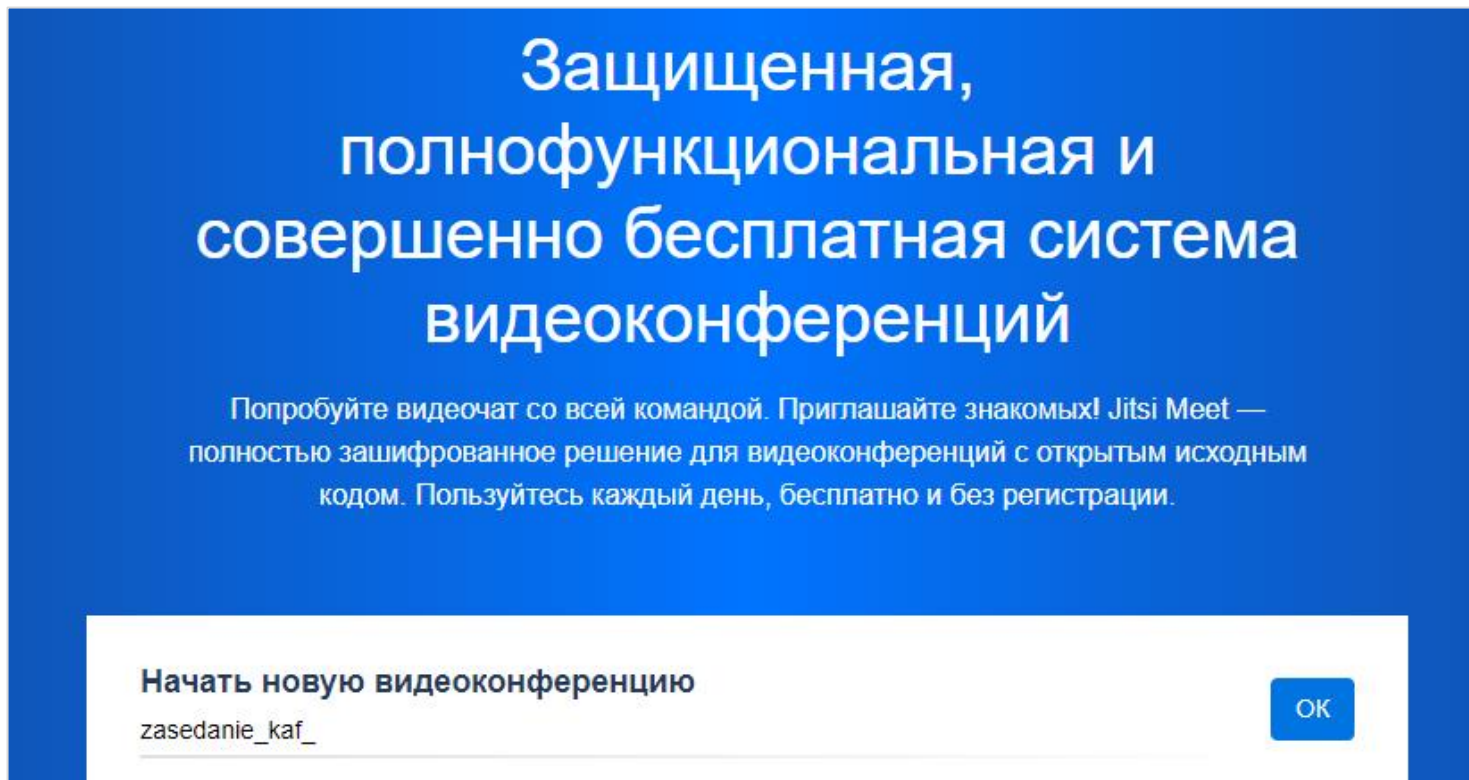 Защищенная,
полнофункциональная и
совершенно бесплатная система
видеоконференций
Попробуйте видеочат со всей командой. Приглашайте знакомых! Jitsi Meet —
полностью зашифрованное решение для видеоконференций с открытым исходным
кодом. Пользуйтесь каждый день, бесплатно и без регистрации.
Начать новую видеоконференцию
zasedanie_kaf_
ОК